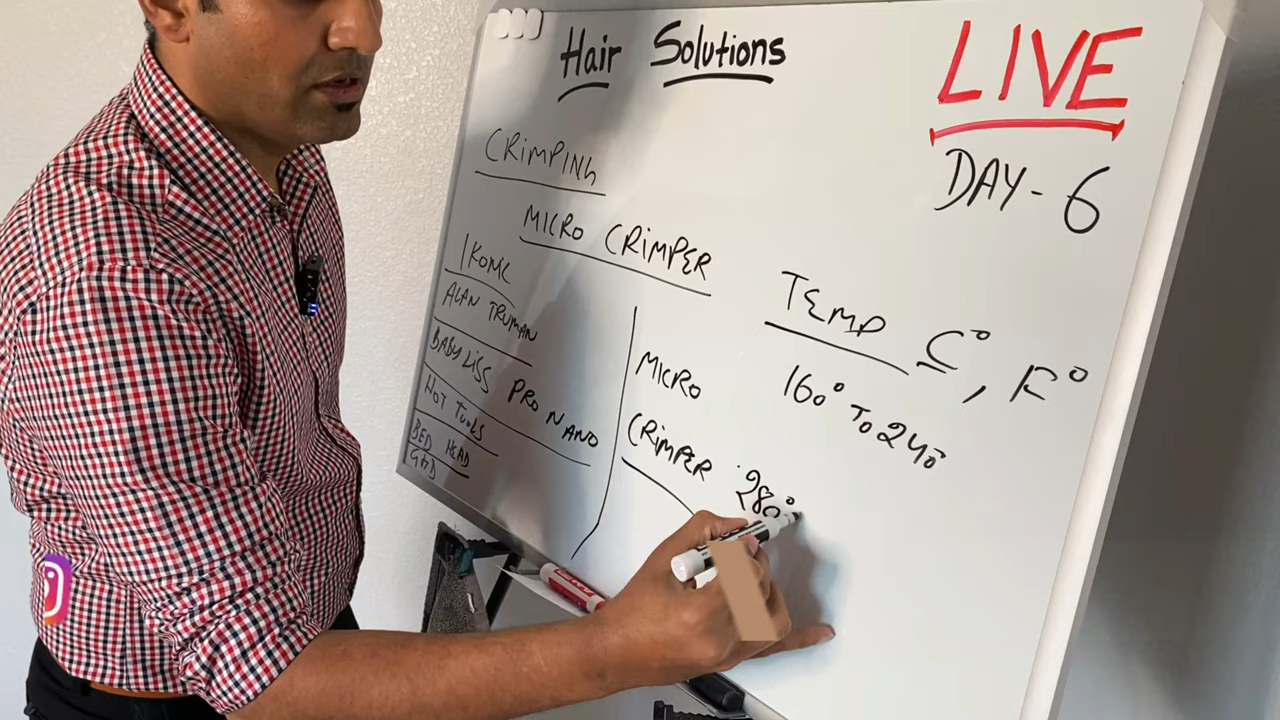 Hair Solutions
LIVE
DAY-6
CRIMPING
MICRO CRIMPER
IKONIC
ALAN TRUMAN
BABYLISS PRO NANO
HOT TOOLS
BED HEAD
GHD
MICRO
CRIMPER 280°
TEMP C°, F°
160° TO 240°